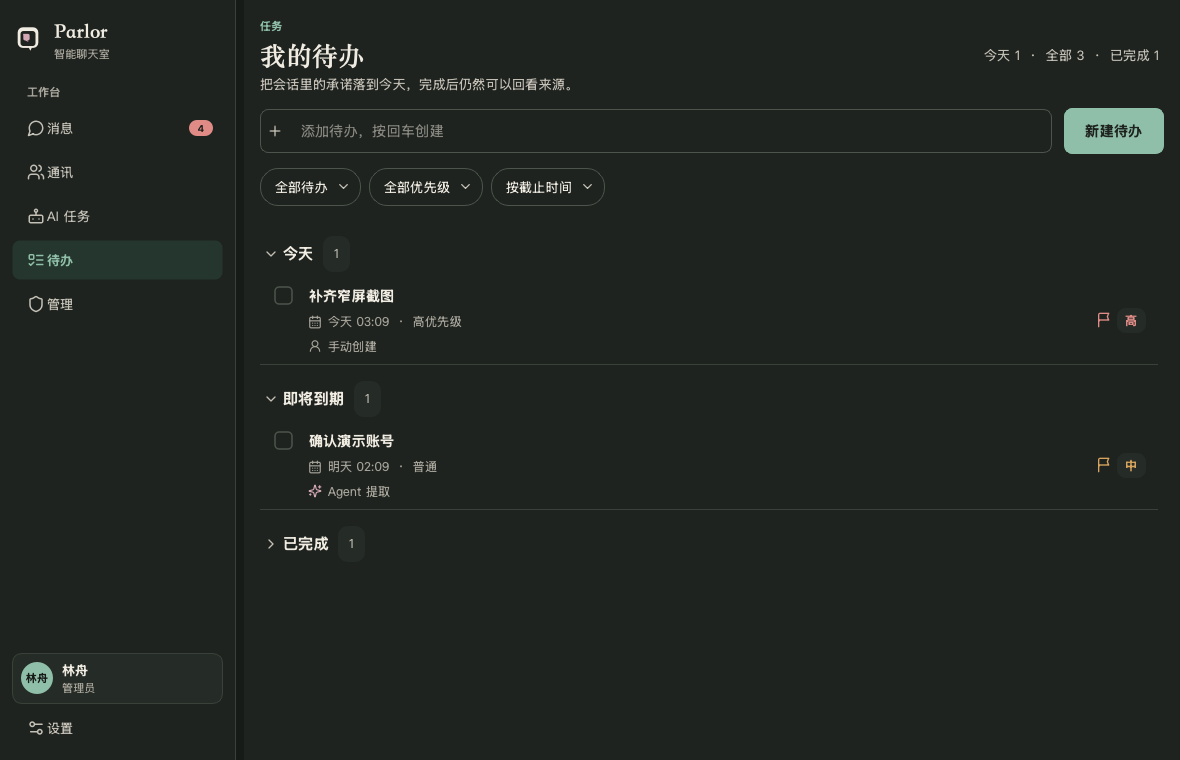 Parlor
智能聊天室
工作台
消息 4
通讯
AI 任务
待办
管理
林舟
林舟
管理员
设置
任务
我的待办
今天 1 · 全部 3 · 已完成 1
把会话里的承诺落到今天，完成后仍然可以回看来源。
+ 添加待办，按回车创建
新建待办
全部待办
全部优先级
按截止时间
今天 1
补齐窄屏截图
今天 03:09 · 高优先级
手动创建
高
即将到期 1
确认演示账号
明天 02:09 · 普通
Agent 提取
中
已完成 1